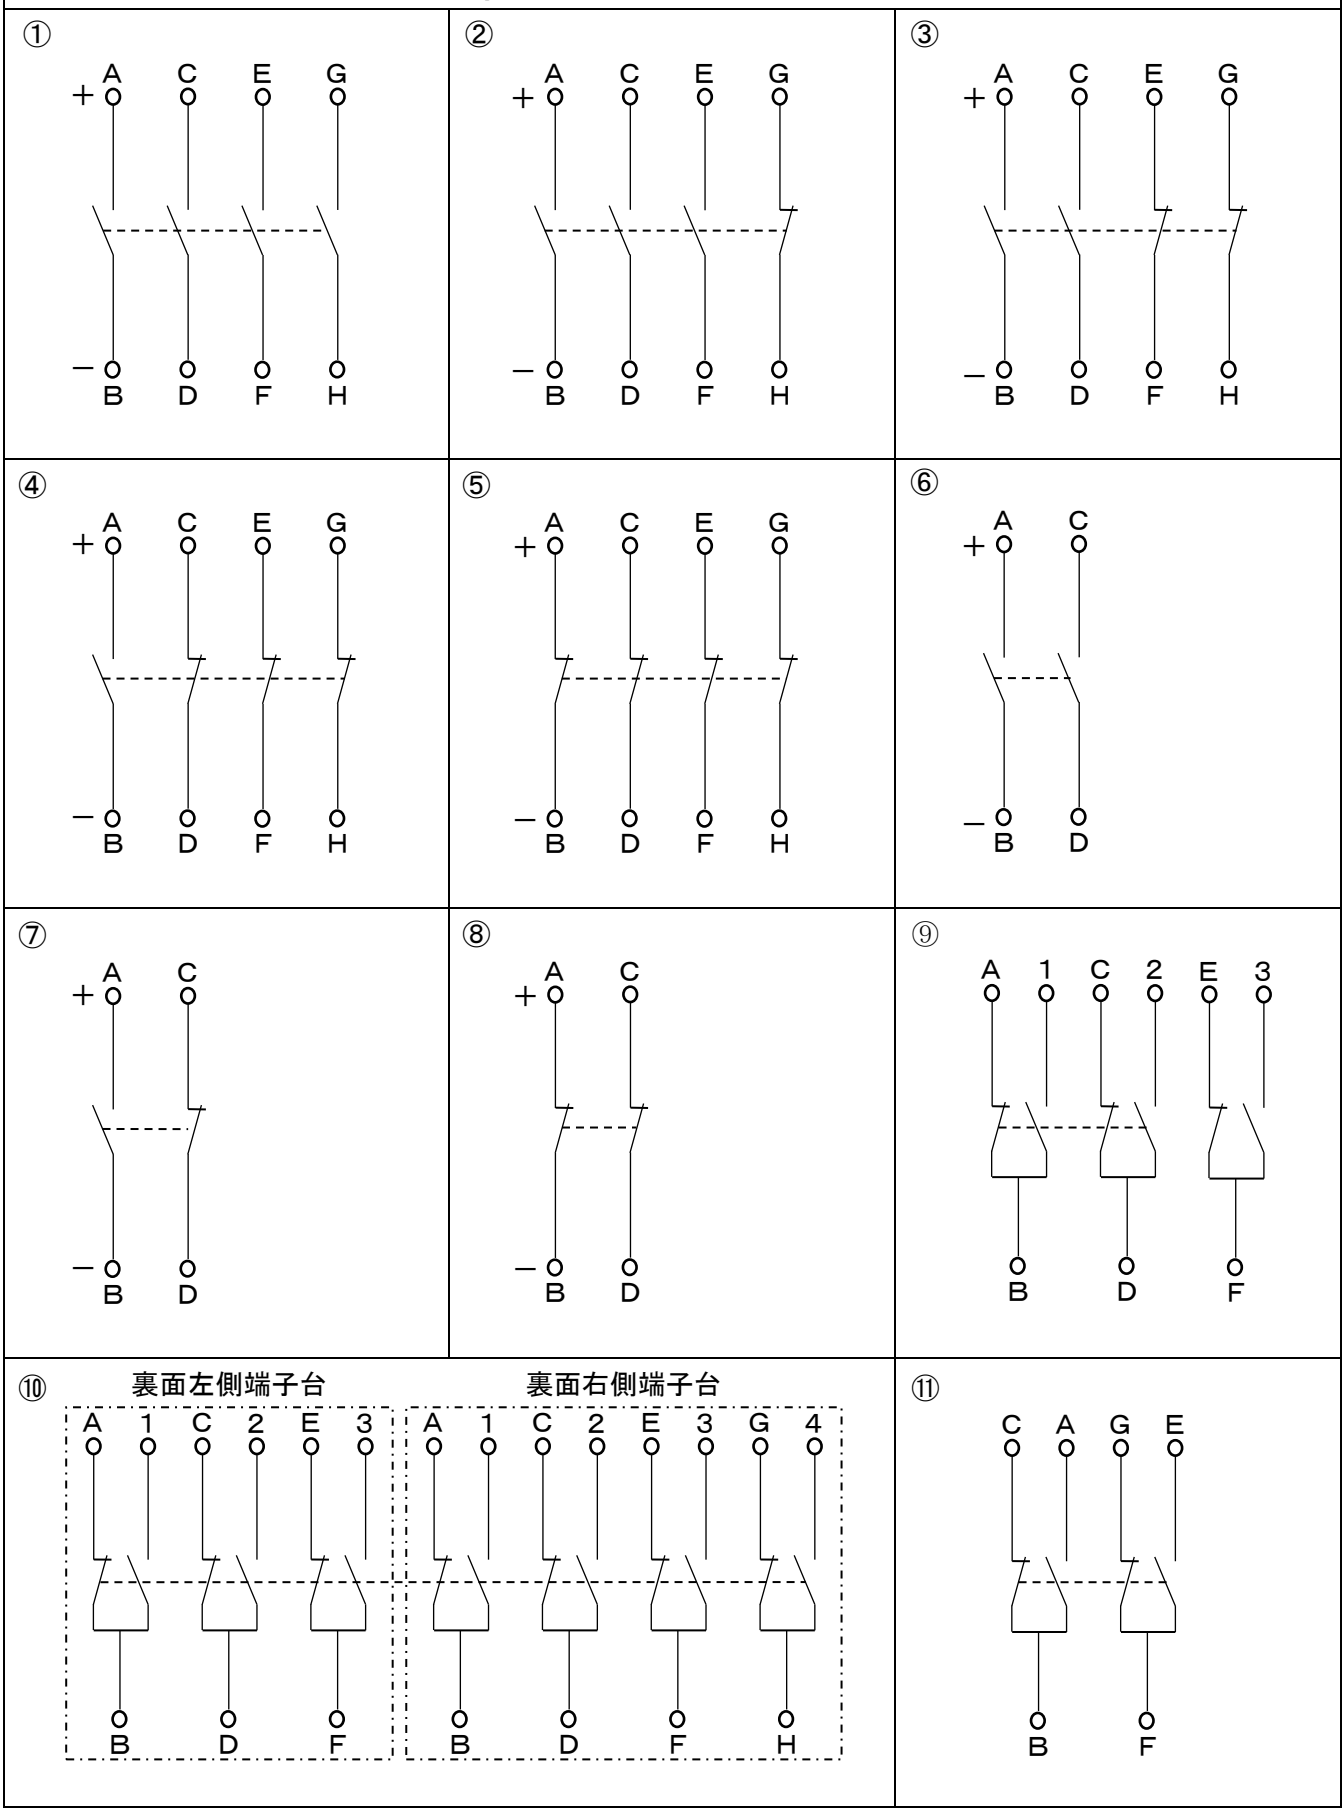 ① ② ③
A C E G A C E G A C E G
+ + +
− − −
B D F H B D F H B D F H
④ ⑤ ⑥
A C E G A C E G A C
+ + +
− − −
B D F H B D F H B D
⑦ ⑧ ⑨
A C A C A 1 C 2 E 3
+ +
− −
B D B D B D F
⑩ 裏面左側端子台 裏面右側端子台 ⑪
A 1 C 2 E 3 A 1 C 2 E 3 G 4 C A G E
B D F B D F H B F